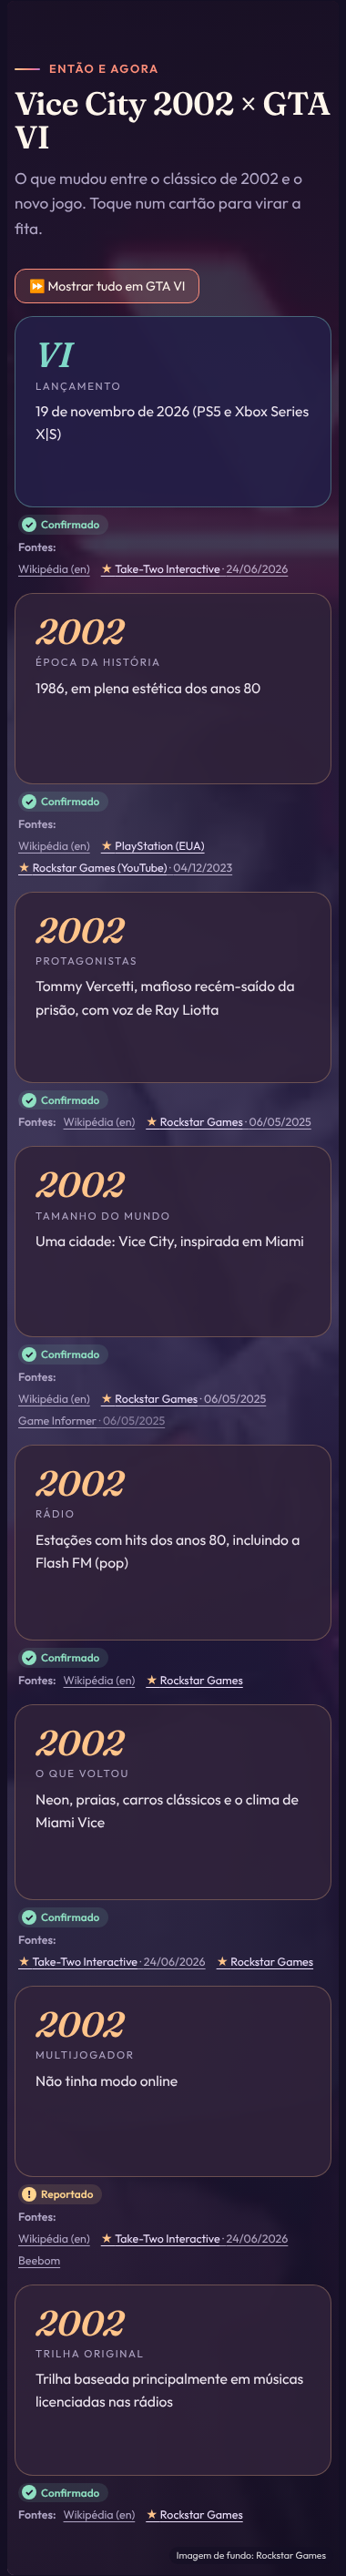 ENTÃO E AGORA
Vice City 2002 × GTA
VI
O que mudou entre o clássico de 2002 e o
novo jogo. Toque num cartão para virar a
fita.
⏩ Mostrar tudo em GTA VI
VI
LANÇAMENTO
19 de novembro de 2026 (PS5 e Xbox Series
X|S)
Confirmado
Fontes:
Wikipédia (en) ★ Take-Two Interactive · 24/06/2026
2002
ÉPOCA DA HISTÓRIA
1986, em plena estética dos anos 80
Confirmado
Fontes:
Wikipédia (en) ★ PlayStation (EUA)
★ Rockstar Games (YouTube) · 04/12/2023
2002
PROTAGONISTAS
Tommy Vercetti, mafioso recém-saído da
prisão, com voz de Ray Liotta
Confirmado
Fontes: Wikipédia (en) ★ Rockstar Games · 06/05/2025
2002
TAMANHO DO MUNDO
Uma cidade: Vice City, inspirada em Miami
Confirmado
Fontes:
Wikipédia (en) ★ Rockstar Games · 06/05/2025
Game Informer · 06/05/2025
2002
RÁDIO
Estações com hits dos anos 80, incluindo a
Flash FM (pop)
Confirmado
Fontes: Wikipédia (en) ★ Rockstar Games
2002
O QUE VOLTOU
Neon, praias, carros clássicos e o clima de
Miami Vice
Confirmado
Fontes:
★ Take-Two Interactive · 24/06/2026 ★ Rockstar Games
2002
MULTIJOGADOR
Não tinha modo online
Reportado
Fontes:
Wikipédia (en) ★ Take-Two Interactive · 24/06/2026
Beebom
2002
TRILHA ORIGINAL
Trilha baseada principalmente em músicas
licenciadas nas rádios
Confirmado
Fontes: Wikipédia (en) ★ Rockstar Games
Imagem de fundo: Rockstar Games